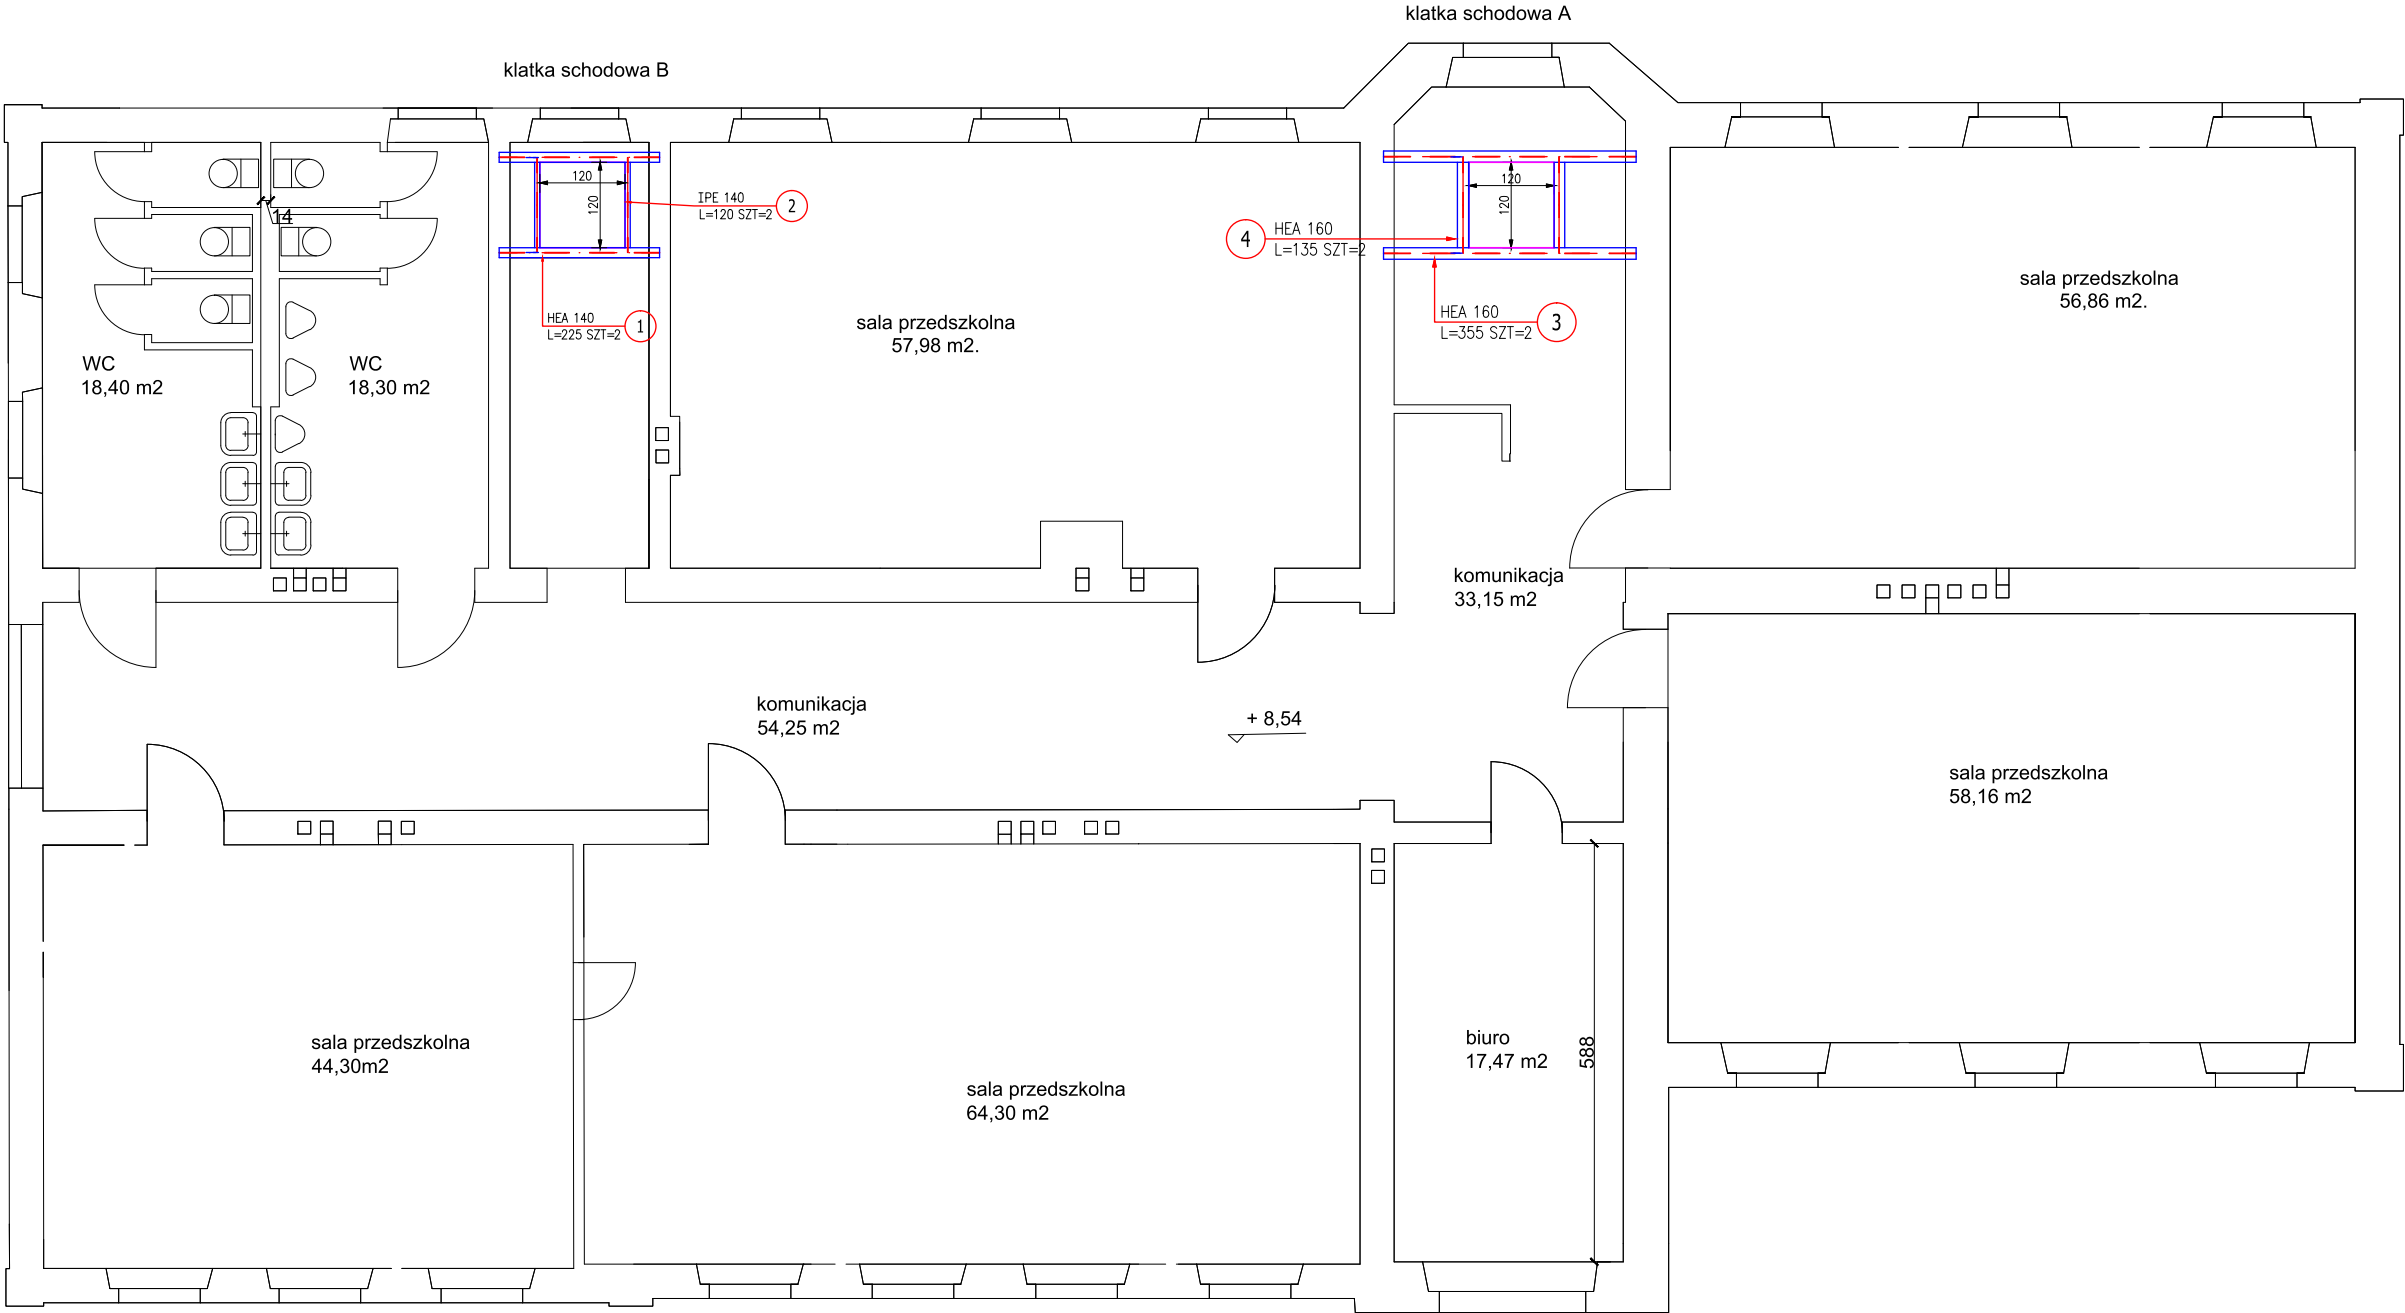 klatka schodowa A
klatka schodowa B
120
120
14
IPE 140
L=120 SZT=2
2
120
120
4
HEA 160
L=135 SZT=2
HEA 140
L=225 SZT=2
1
HEA 160
L=355 SZT=2
3
sala przedszkolna
56,86 m2.
sala przedszkolna
57,98 m2.
WC
18,40 m2
WC
18,30 m2
komunikacja
33,15 m2
komunikacja
54,25 m2
+ 8,54
sala przedszkolna
58,16 m2
sala przedszkolna
44,30m2
sala przedszkolna
64,30 m2
biuro
17,47 m2
588